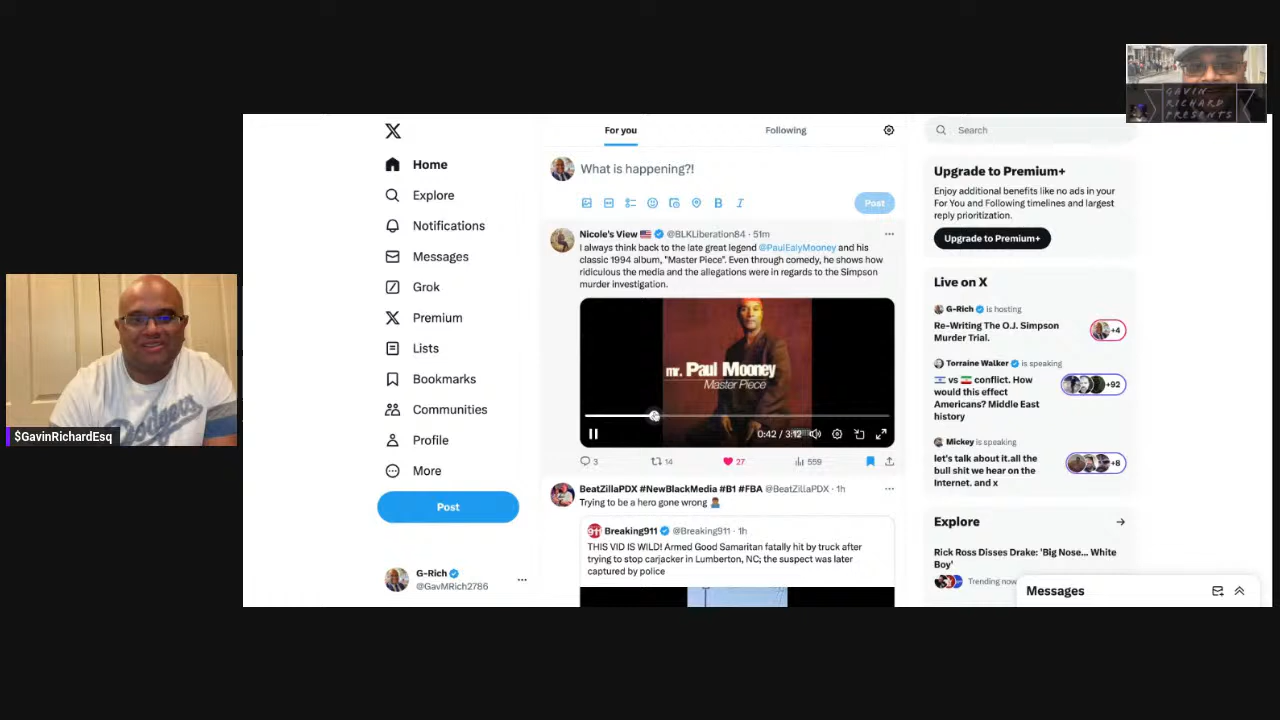 GAVIN
RICHARD
PRESENTS
$GavinRichardEsq
Dodgers
Home
Explore
Notifications
Messages
Grok
Premium
Lists
Bookmarks
Communities
Profile
More
Post
G-Rich
@GavMRich2786
For you
Following
What is happening?!
Post
Nicole's View @BLKLiberation84 · 51m
I always think back to the late great legend @PaulEalyMooney and his
classic 1994 album, "Master Piece". Even through comedy, he shows how
ridiculous the media and the allegations were in regards to the Simpson
murder investigation.
mr. Paul Mooney
Master Piece
0:42 / 3:12
3
14
27
559
BeatZillaPDX #NewBlackMedia #B1 #FBA @BeatZillaPDX · 1h
Trying to be a hero gone wrong
Breaking911 @Breaking911 · 1h
THIS VID IS WILD! Armed Good Samaritan fatally hit by truck after
trying to stop carjacker in Lumberton, NC; the suspect was later
captured by police
Search
Upgrade to Premium+
Enjoy additional benefits like no ads in your
For You and Following timelines and largest
reply prioritization.
Upgrade to Premium+
Live on X
G-Rich is hosting
Re-Writing The O.J. Simpson
Murder Trial.
+4
Torraine Walker is speaking
vs conflict. How
would this effect
Americans? Middle East
history
+92
Mickey is speaking
let's talk about it.all the
bull shit we hear on the
Internet. and x
+8
Explore
Rick Ross Disses Drake: 'Big Nose... White
Boy'
Trending now
Messages